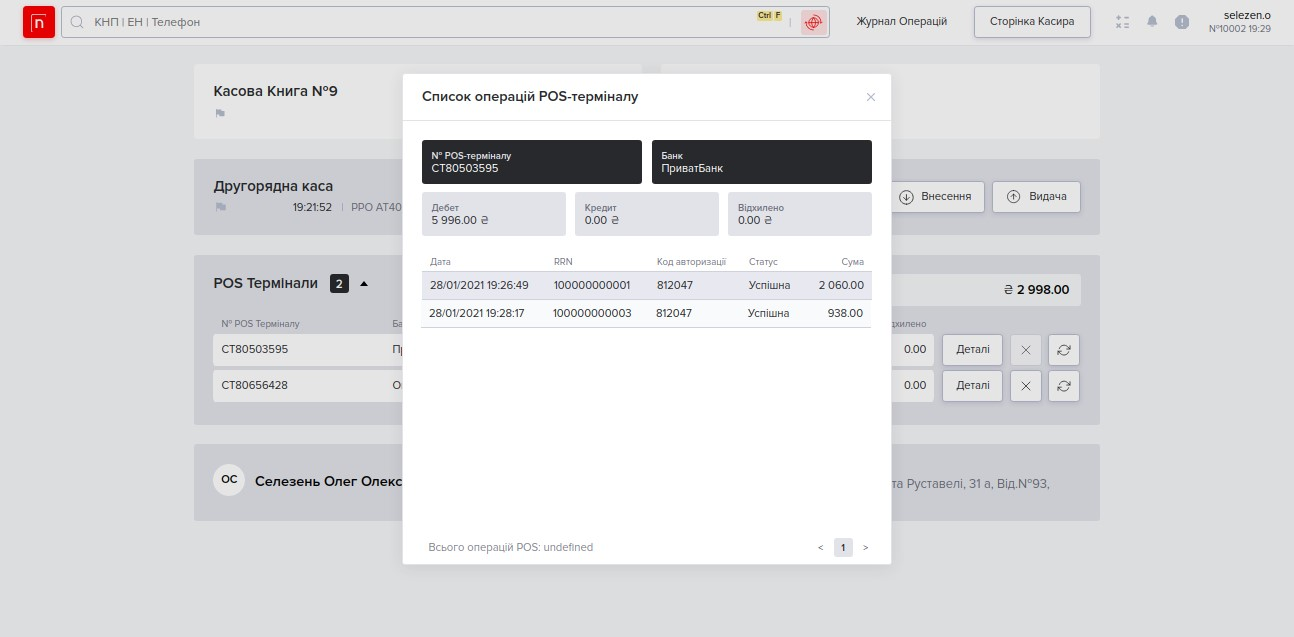 n
КНП | ЕН | Телефон
Ctrl F
Журнал Операцій
Сторінка Касира
selezen.o
№10002 19:29
Касова Книга №9
Список операцій POS-терміналу
№ POS-терміналу
CT80503595
Банк
ПриватБанк
Дебет
5 996.00 ₴
Кредит
0.00 ₴
Відхилено
0.00 ₴
Другорядна каса
19:21:52 | РРО АТ40
Внесення
Видача
Дата RRN Код авторизації Статус Сума
28/01/2021 19:26:49 100000000001 812047 Успішна 2 060.00
28/01/2021 19:28:17 100000000003 812047 Успішна 938.00
POS Термінали 2
₴ 2 998.00
№ POS Терміналу
CT80503595
0.00 Деталі
CT80656428
0.00 Деталі
ОС Селезень Олег Олекс
та Руставелі, 31 а, Від.№93,
Всього операцій POS: undefined
< 1 >